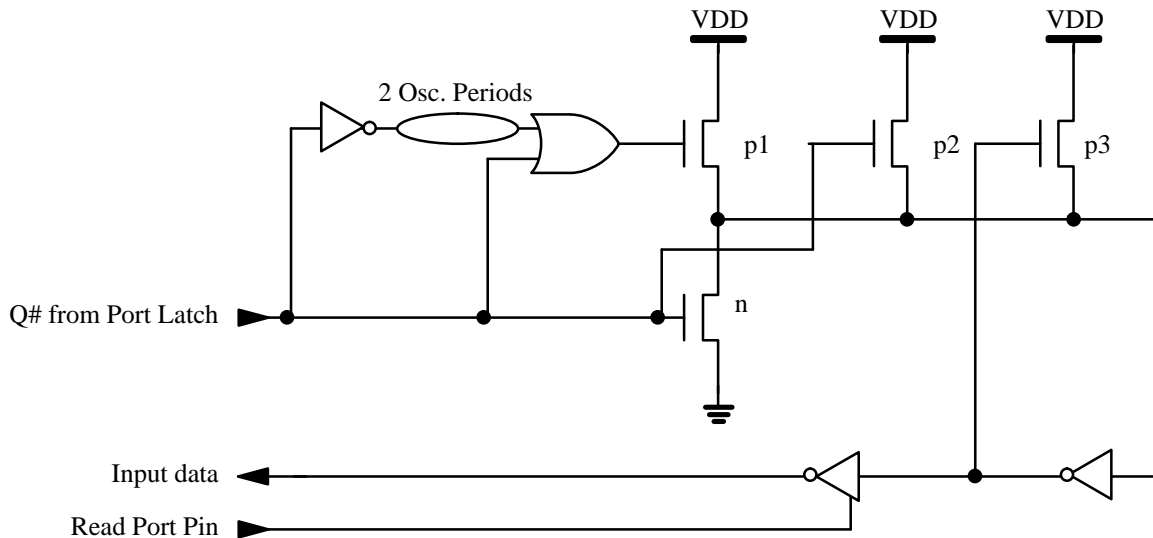 VDD
VDD
VDD
2 Osc. Periods
p1
p2
p3
n
Q# from Port Latch
Input data
Read Port Pin